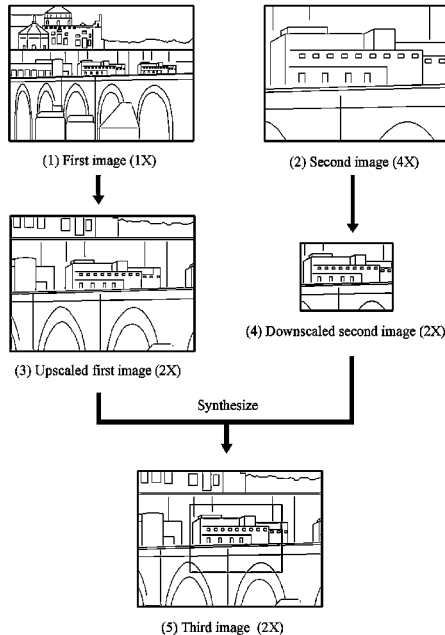 (1) First image (1X)
(2) Second image (4X)
(3) Upscaled first image (2X)
(4) Downscaled second image (2X)
Synthesize
(5) Third image (2X)